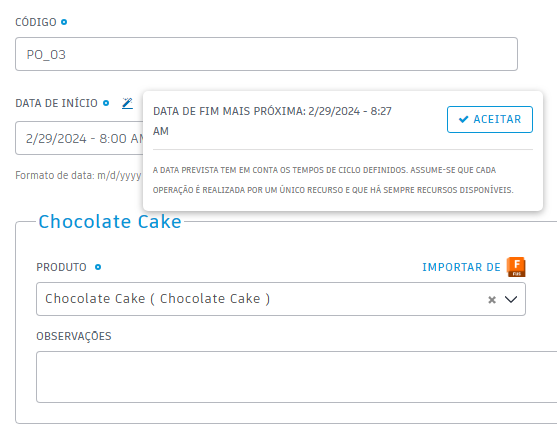 CÓDIGO
PO_03
DATA DE INÍCIO
2/29/2024 - 8:00 AM
Formato de data: m/d/yyyy
DATA DE FIM MAIS PRÓXIMA: 2/29/2024 - 8:27
AM
ACEITAR
A DATA PREVISTA TEM EM CONTA OS TEMPOS DE CICLO DEFINIDOS. ASSUME-SE QUE CADA
OPERAÇÃO É REALIZADA POR UM ÚNICO RECURSO E QUE HÁ SEMPRE RECURSOS DISPONÍVEIS.
Chocolate Cake
PRODUTO
IMPORTAR DE
F
Chocolate Cake ( Chocolate Cake )
OBSERVAÇÕES